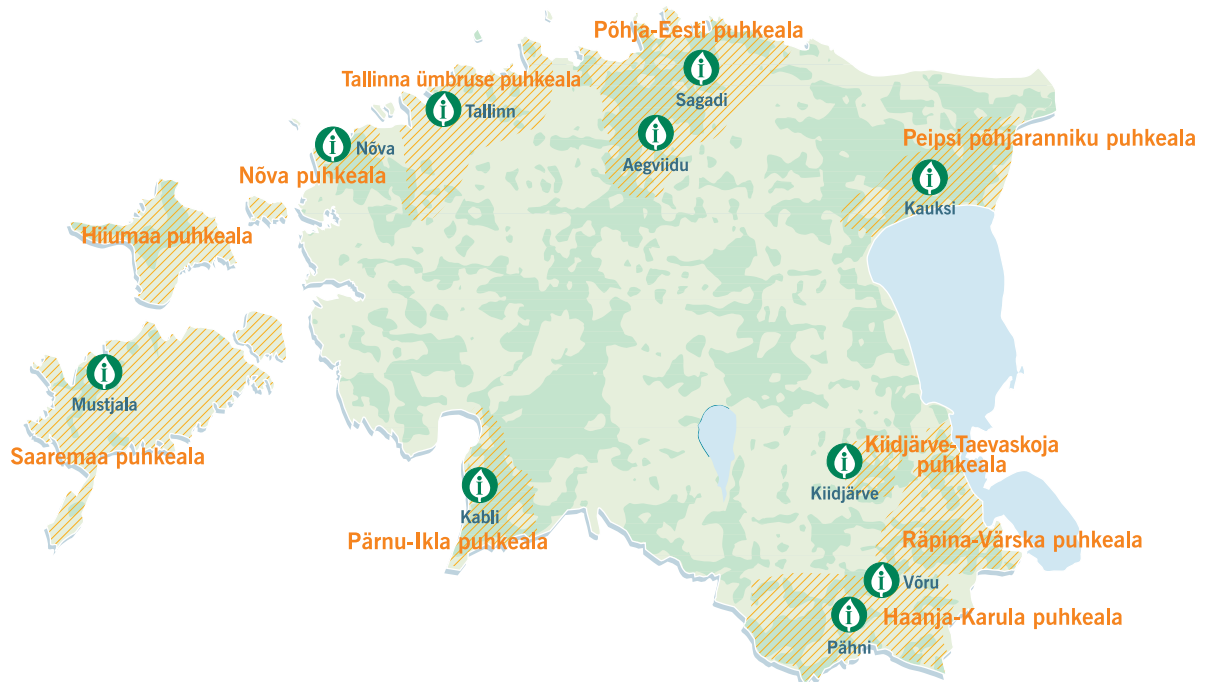 Põhja-Eesti puhkeala
Sagadi
Tallinna ümbruse puhkeala
Tallinn
Aegviidu
Peipsi põhjaranniku puhkeala
Kauksi
Nõva
Nõva puhkeala
Hiiumaa puhkeala
Mustjala
Saaremaa puhkeala
Kabli
Pärnu-Ikla puhkeala
Kiidjärve-Taevaskoja
puhkeala
Kiidjärve
Räpina-Värska puhkeala
Võru
Haanja-Karula puhkeala
Pähni